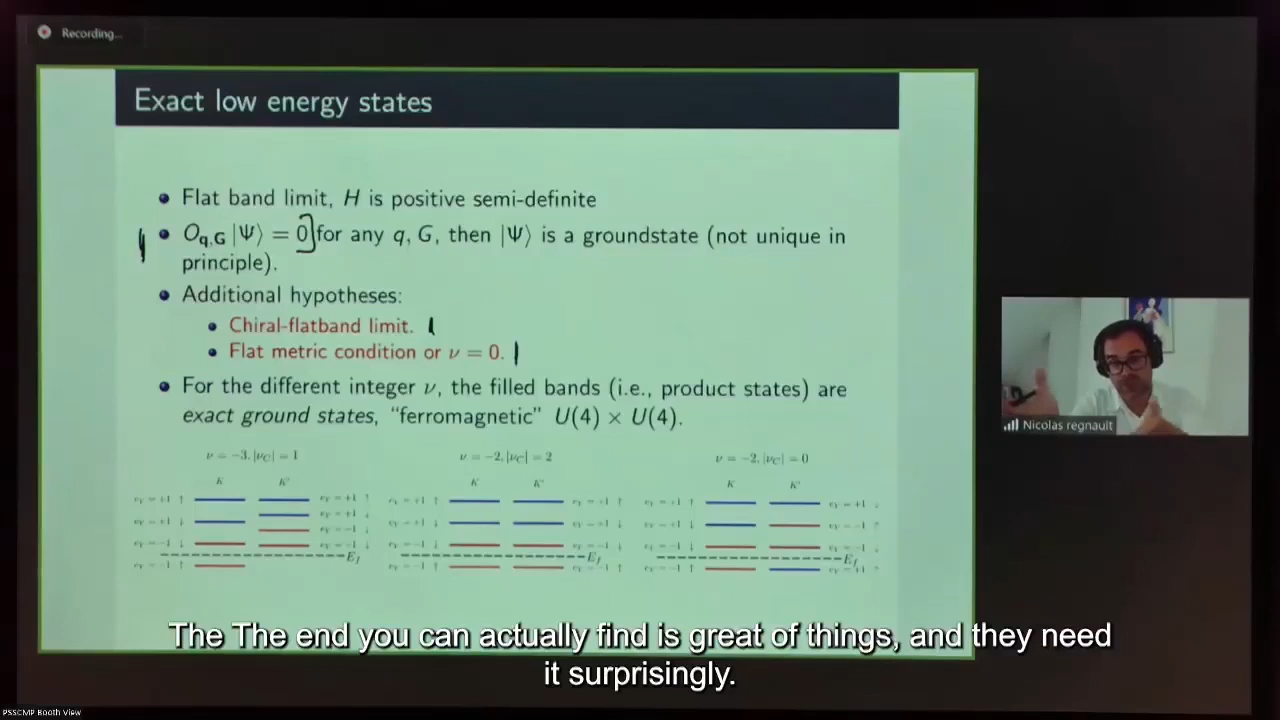 Recording...
Exact low energy states
Flat band limit, H is positive semi-definite
O_{q,G} |Ψ⟩ = 0 for any q, G, then |Ψ⟩ is a groundstate (not unique in
principle).
Additional hypotheses:
Chiral-flatband limit.
Flat metric condition or ν = 0.
For the different integer ν, the filled bands (i.e., product states) are
exact ground states, "ferromagnetic" U(4) × U(4).
ν = −3, |ν_C| = 1
ν = −2, |ν_C| = 2
ν = −2, |ν_C| = 0
K K' K K' K K'
E_f E_f E_f
Nicolas regnault
The The end you can actually find is great of things, and they need
it surprisingly.
PSSCMP Booth View